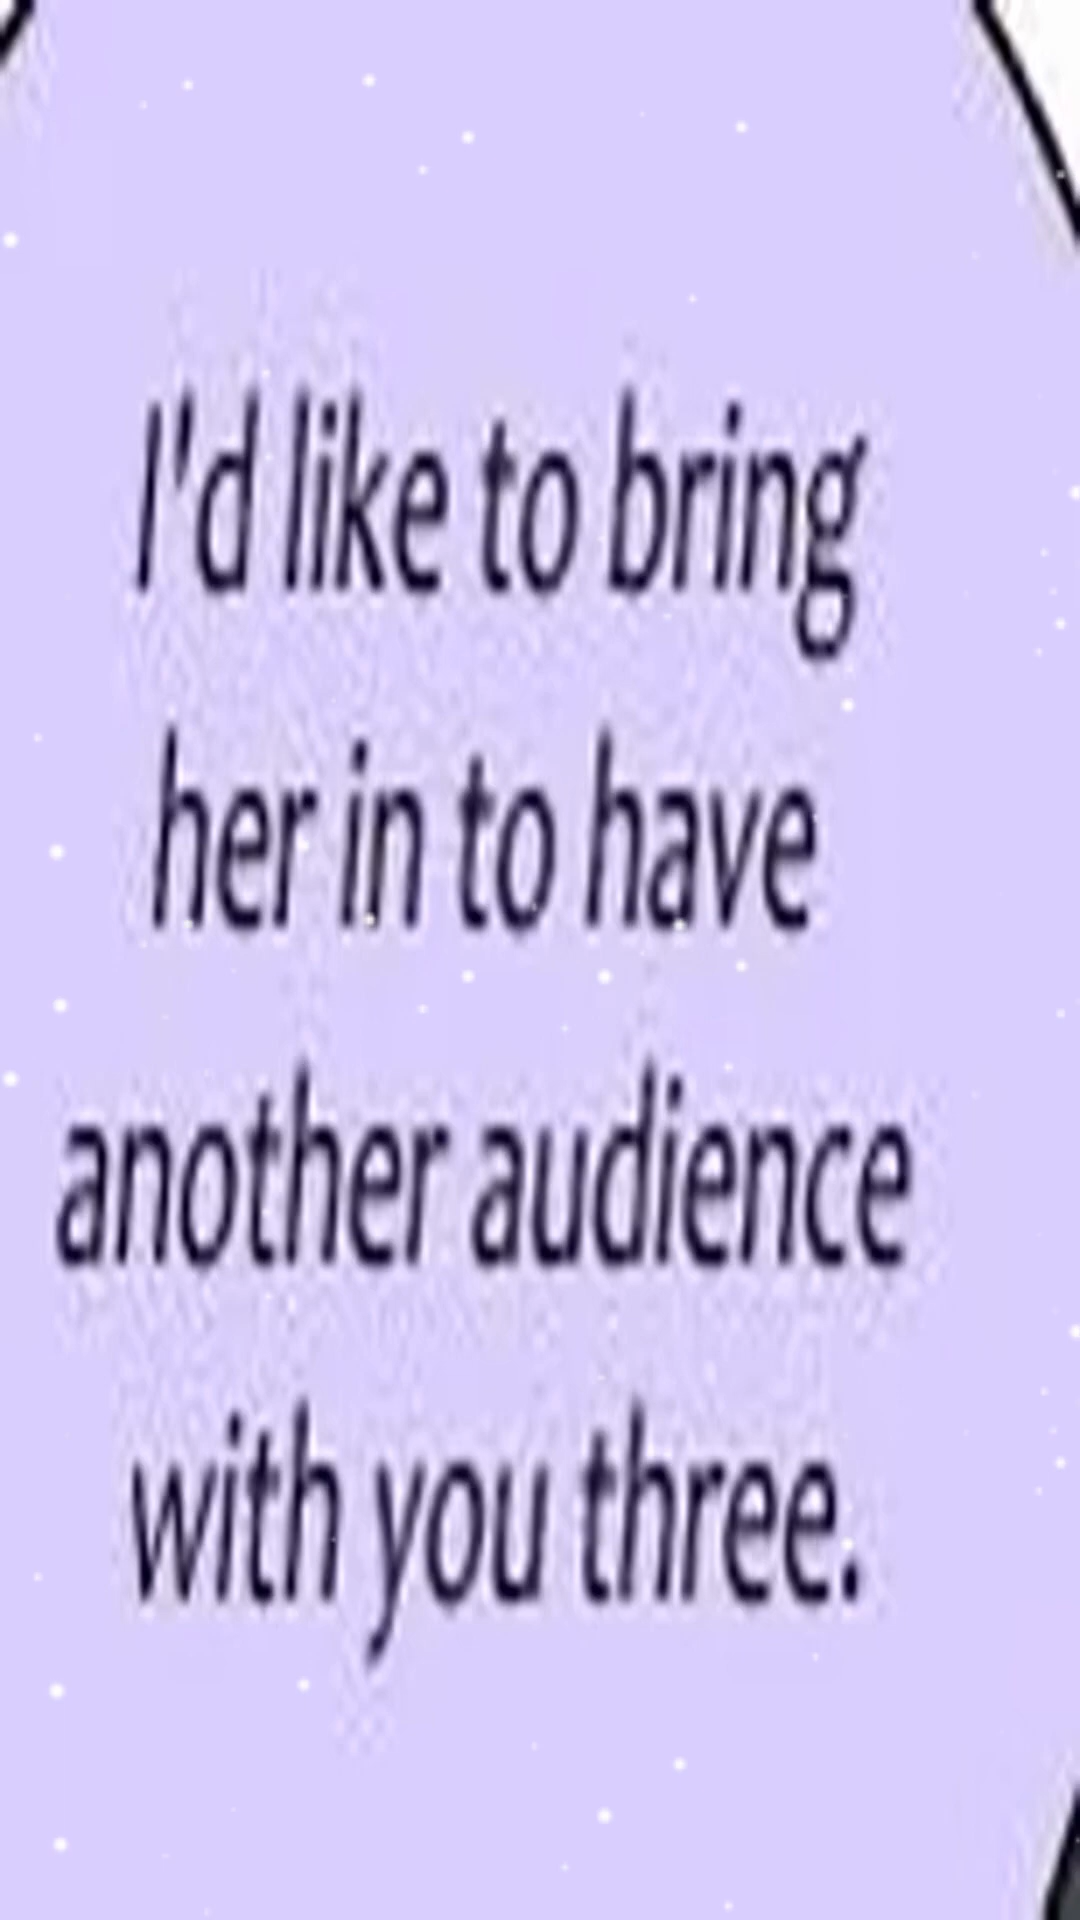 I'd like to bring
her in to have
another audience
with you three.